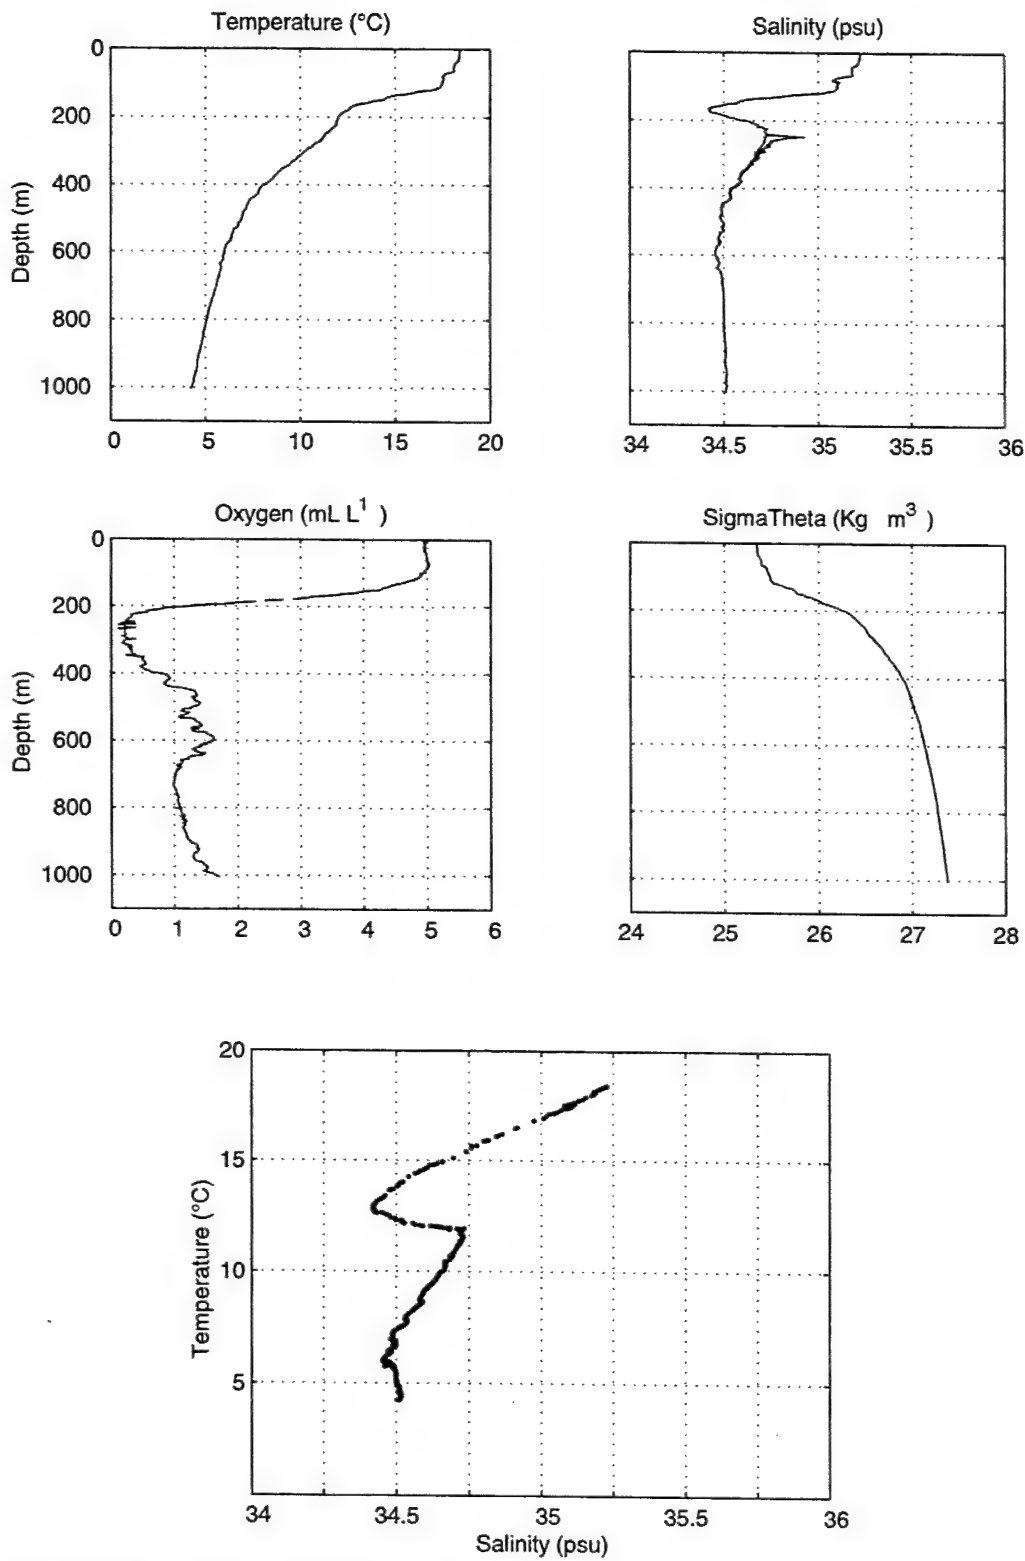 Temperature (°C)
0
200
400
600
800
1000
Depth (m)
0 5 10 15 20
Salinity (psu)
34 34.5 35 35.5 36
Oxygen (mL L1 )
0
200
400
600
800
1000
Depth (m)
0 1 2 3 4 5 6
SigmaTheta (Kg m3 )
24 25 26 27 28
20
15
10
5
Temperature (°C)
34 34.5 35 35.5 36
Salinity (psu)